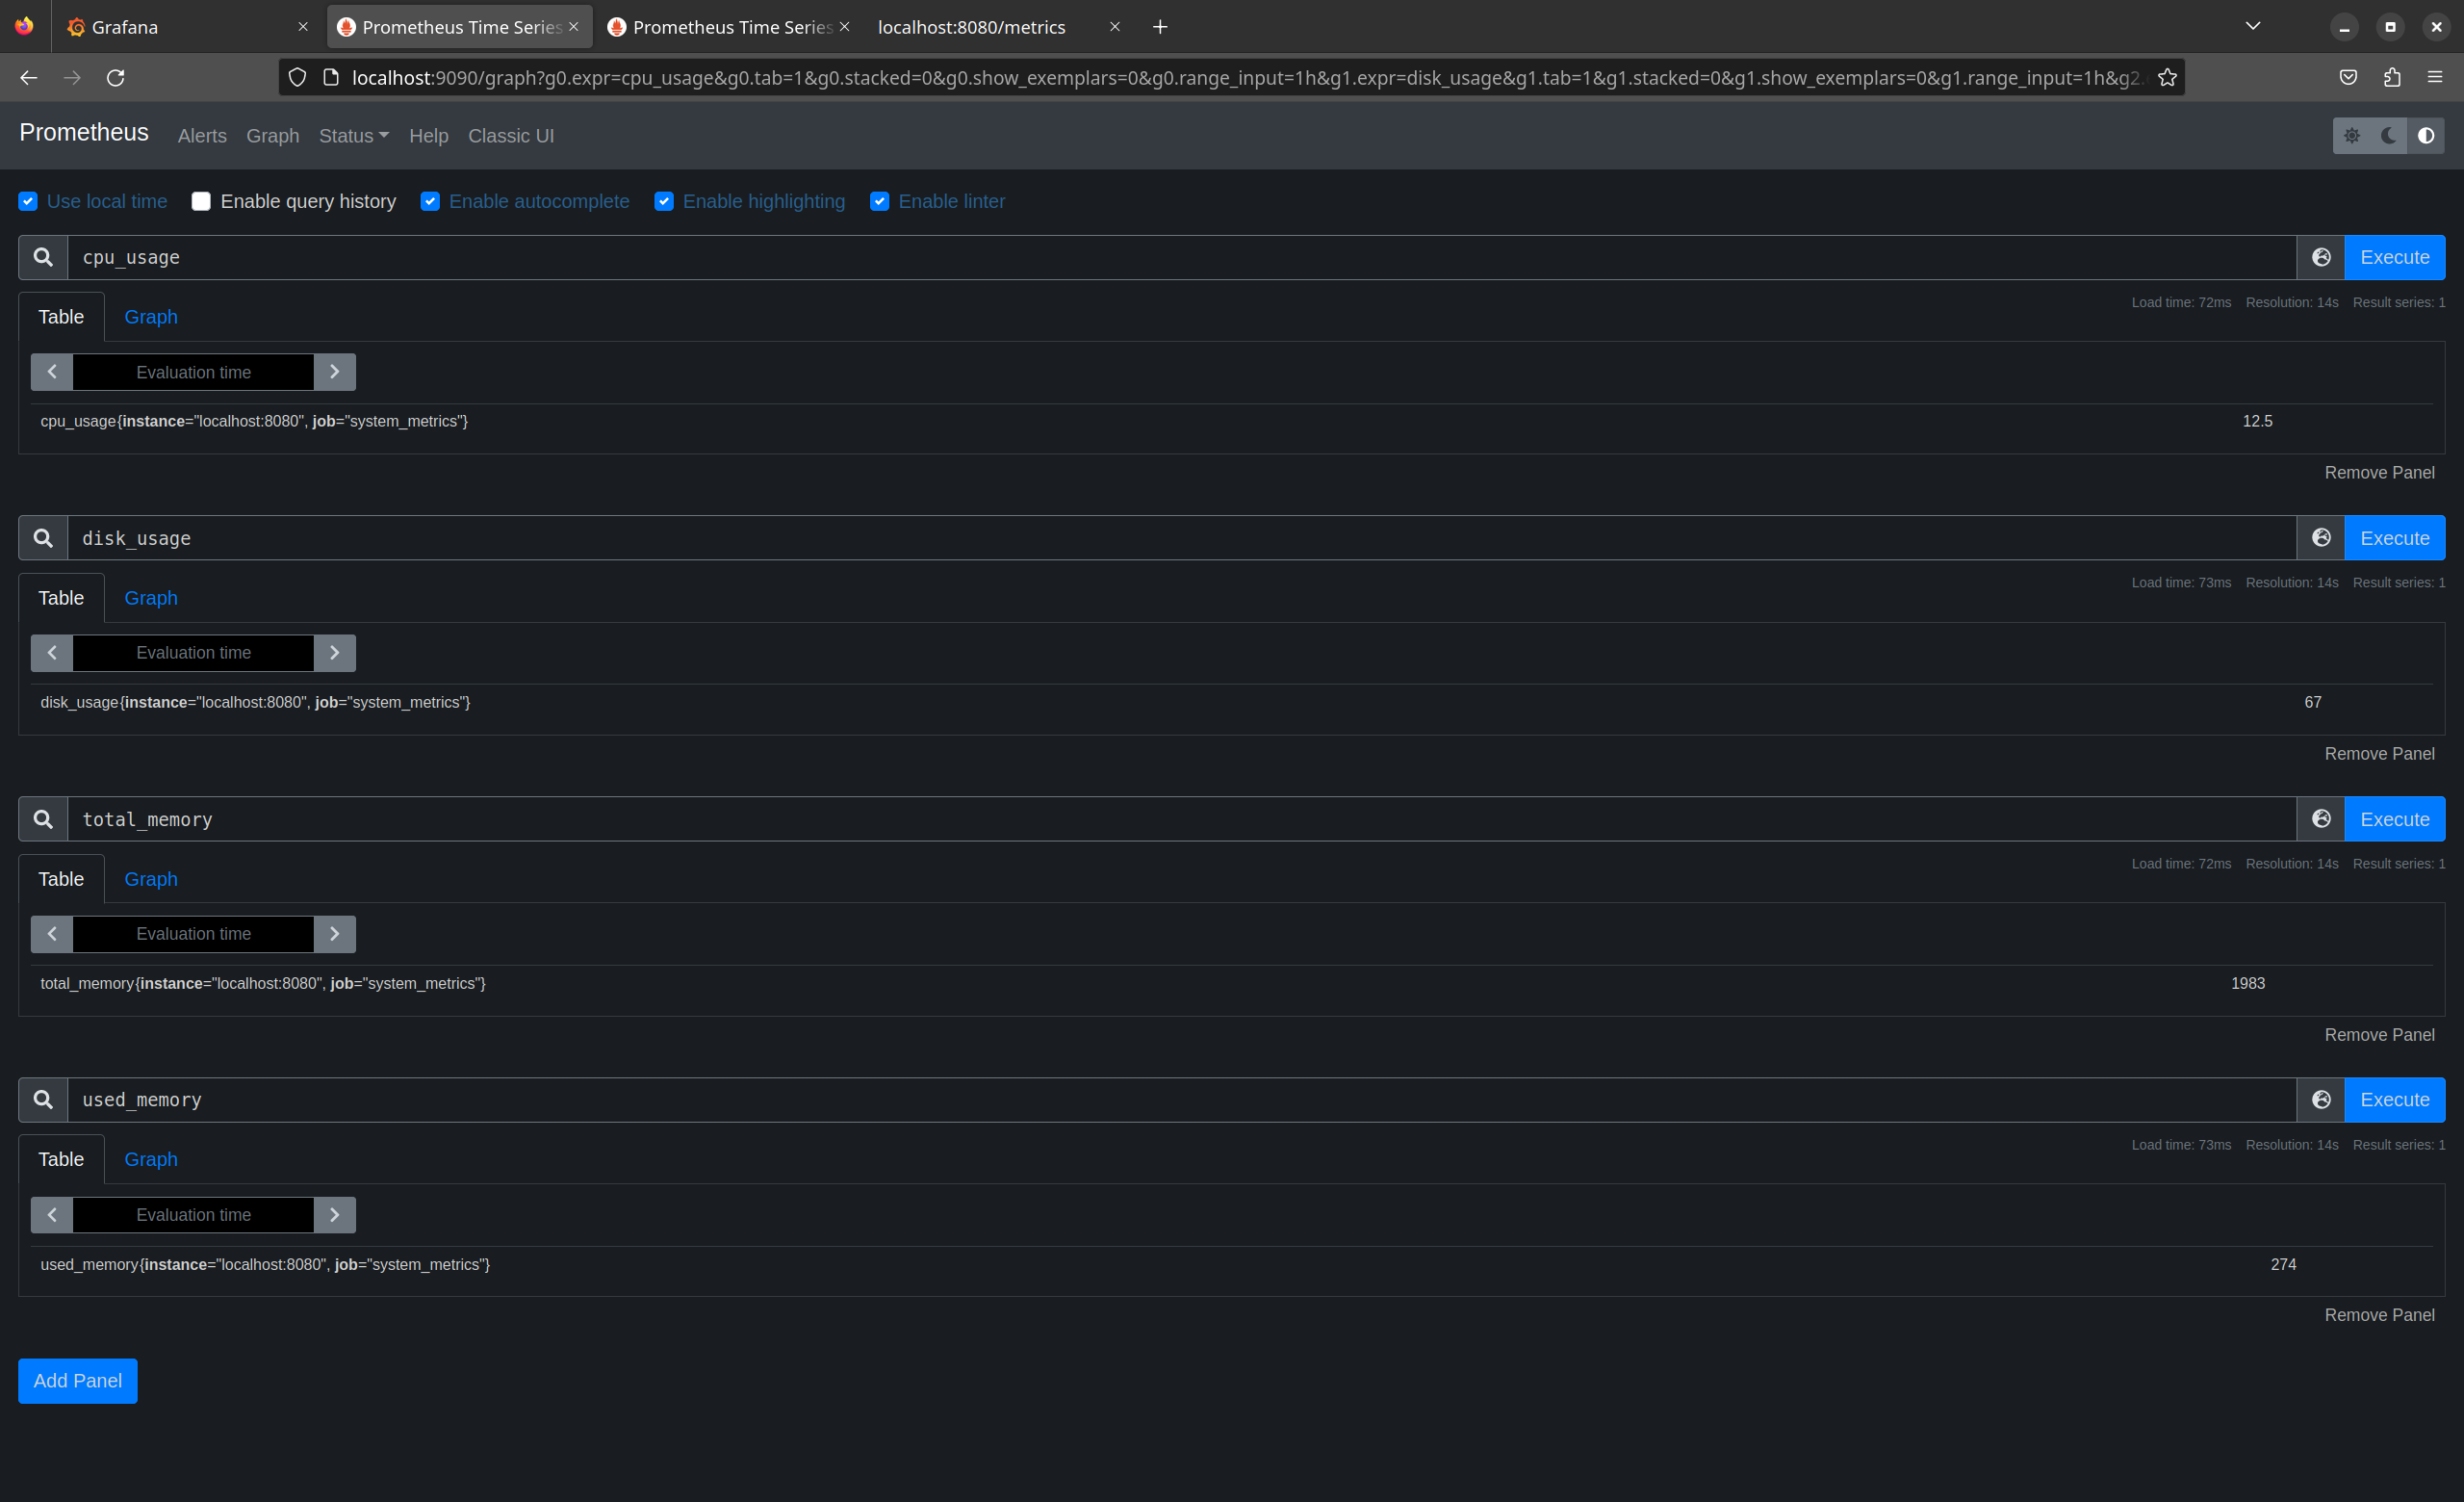 Grafana
Prometheus Time Series
Prometheus Time Series
localhost:8080/metrics
localhost:9090/graph?g0.expr=cpu_usage&g0.tab=1&g0.stacked=0&g0.show_exemplars=0&g0.range_input=1h&g1.expr=disk_usage&g1.tab=1&g1.stacked=0&g1.show_exemplars=0&g1.range_input=1h&g2.
Prometheus Alerts Graph Status Help Classic UI
Use local time Enable query history Enable autocomplete Enable highlighting Enable linter
cpu_usage Execute
Table Graph Load time: 72ms Resolution: 14s Result series: 1
Evaluation time
cpu_usage{instance="localhost:8080", job="system_metrics"} 12.5
Remove Panel
disk_usage Execute
Table Graph Load time: 73ms Resolution: 14s Result series: 1
Evaluation time
disk_usage{instance="localhost:8080", job="system_metrics"} 67
Remove Panel
total_memory Execute
Table Graph Load time: 72ms Resolution: 14s Result series: 1
Evaluation time
total_memory{instance="localhost:8080", job="system_metrics"} 1983
Remove Panel
used_memory Execute
Table Graph Load time: 73ms Resolution: 14s Result series: 1
Evaluation time
used_memory{instance="localhost:8080", job="system_metrics"} 274
Remove Panel
Add Panel